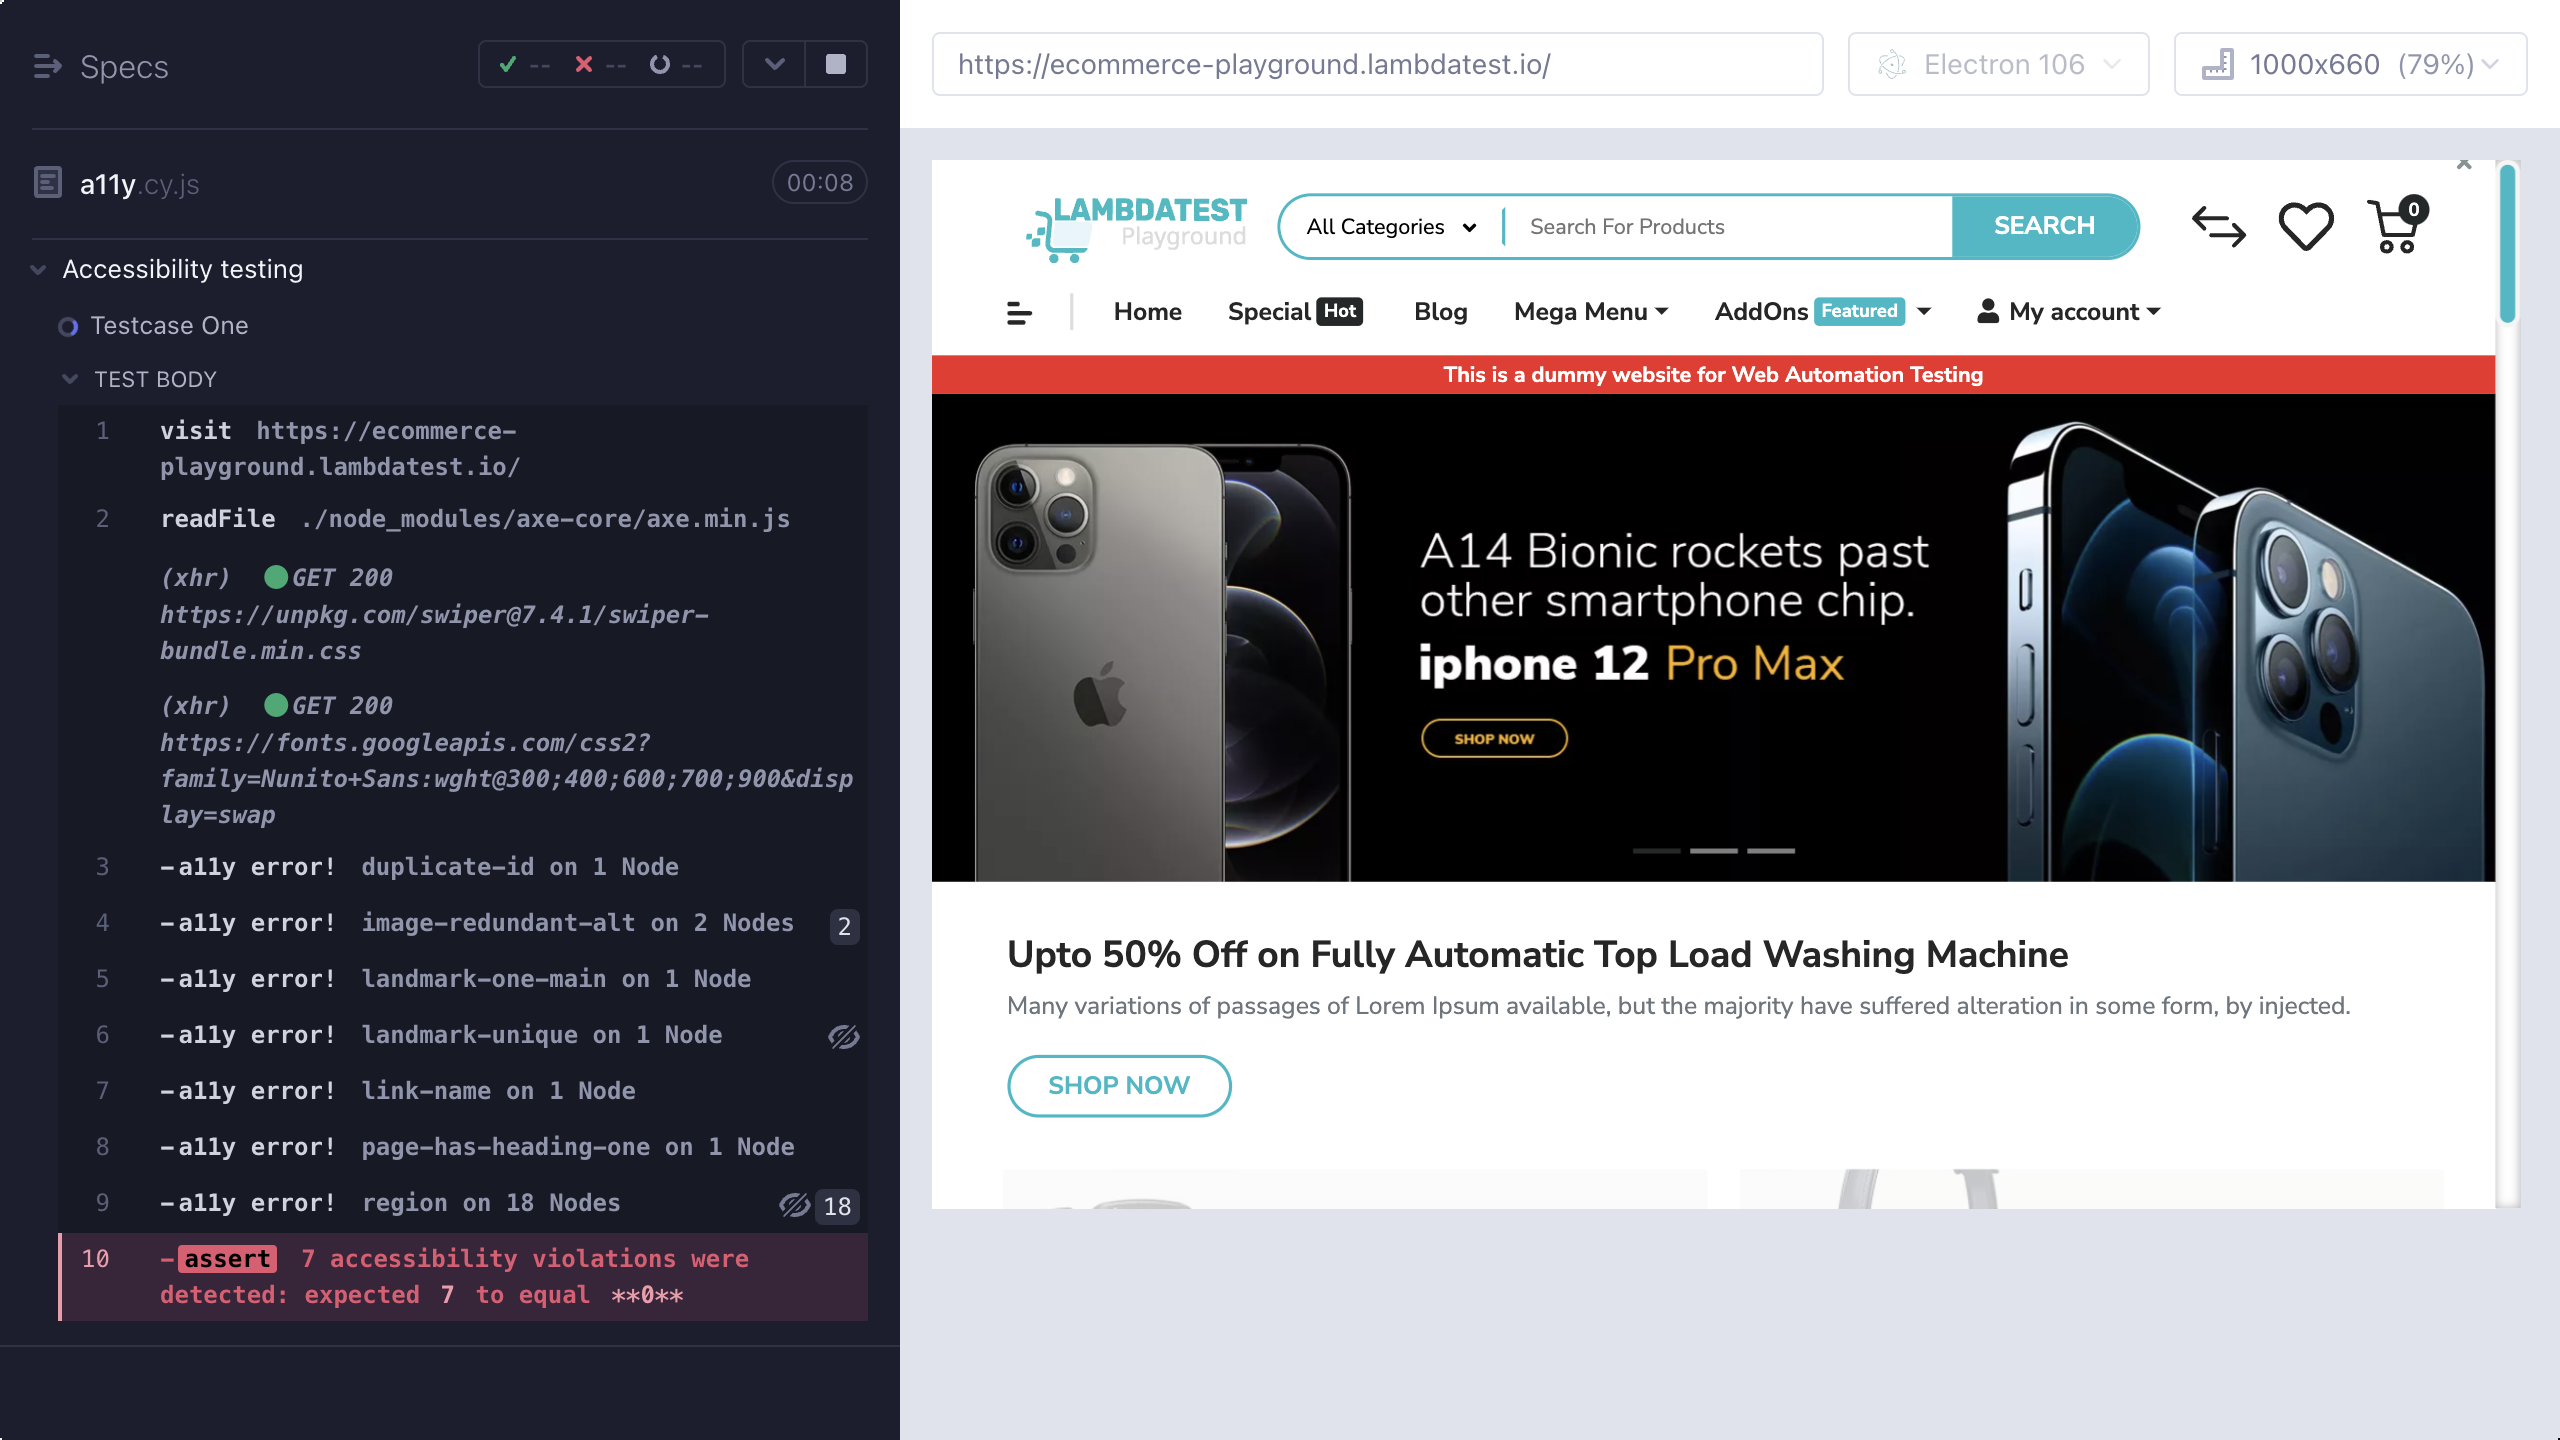 Specs
--
--
--
a11y.cy.js
00:08
Accessibility testing
Testcase One
TEST BODY
1 visit https://ecommerce-
playground.lambdatest.io/
2 readFile ./node_modules/axe-core/axe.min.js
(xhr) GET 200
https://unpkg.com/swiper@7.4.1/swiper-
bundle.min.css
(xhr) GET 200
https://fonts.googleapis.com/css2?
family=Nunito+Sans:wght@300;400;600;700;900&disp
lay=swap
3 -a11y error! duplicate-id on 1 Node
4 -a11y error! image-redundant-alt on 2 Nodes 2
5 -a11y error! landmark-one-main on 1 Node
6 -a11y error! landmark-unique on 1 Node
7 -a11y error! link-name on 1 Node
8 -a11y error! page-has-heading-one on 1 Node
9 -a11y error! region on 18 Nodes 18
10 -assert 7 accessibility violations were
detected: expected 7 to equal **0**
https://ecommerce-playground.lambdatest.io/
Electron 106
1000x660 (79%)
LAMBDATEST
Playground
All Categories
Search For Products
SEARCH
0
Home
Special Hot
Blog
Mega Menu
AddOns Featured
My account
This is a dummy website for Web Automation Testing
A14 Bionic rockets past
other smartphone chip.
iphone 12 Pro Max
SHOP NOW
Upto 50% Off on Fully Automatic Top Load Washing Machine
Many variations of passages of Lorem Ipsum available, but the majority have suffered alteration in some form, by injected.
SHOP NOW